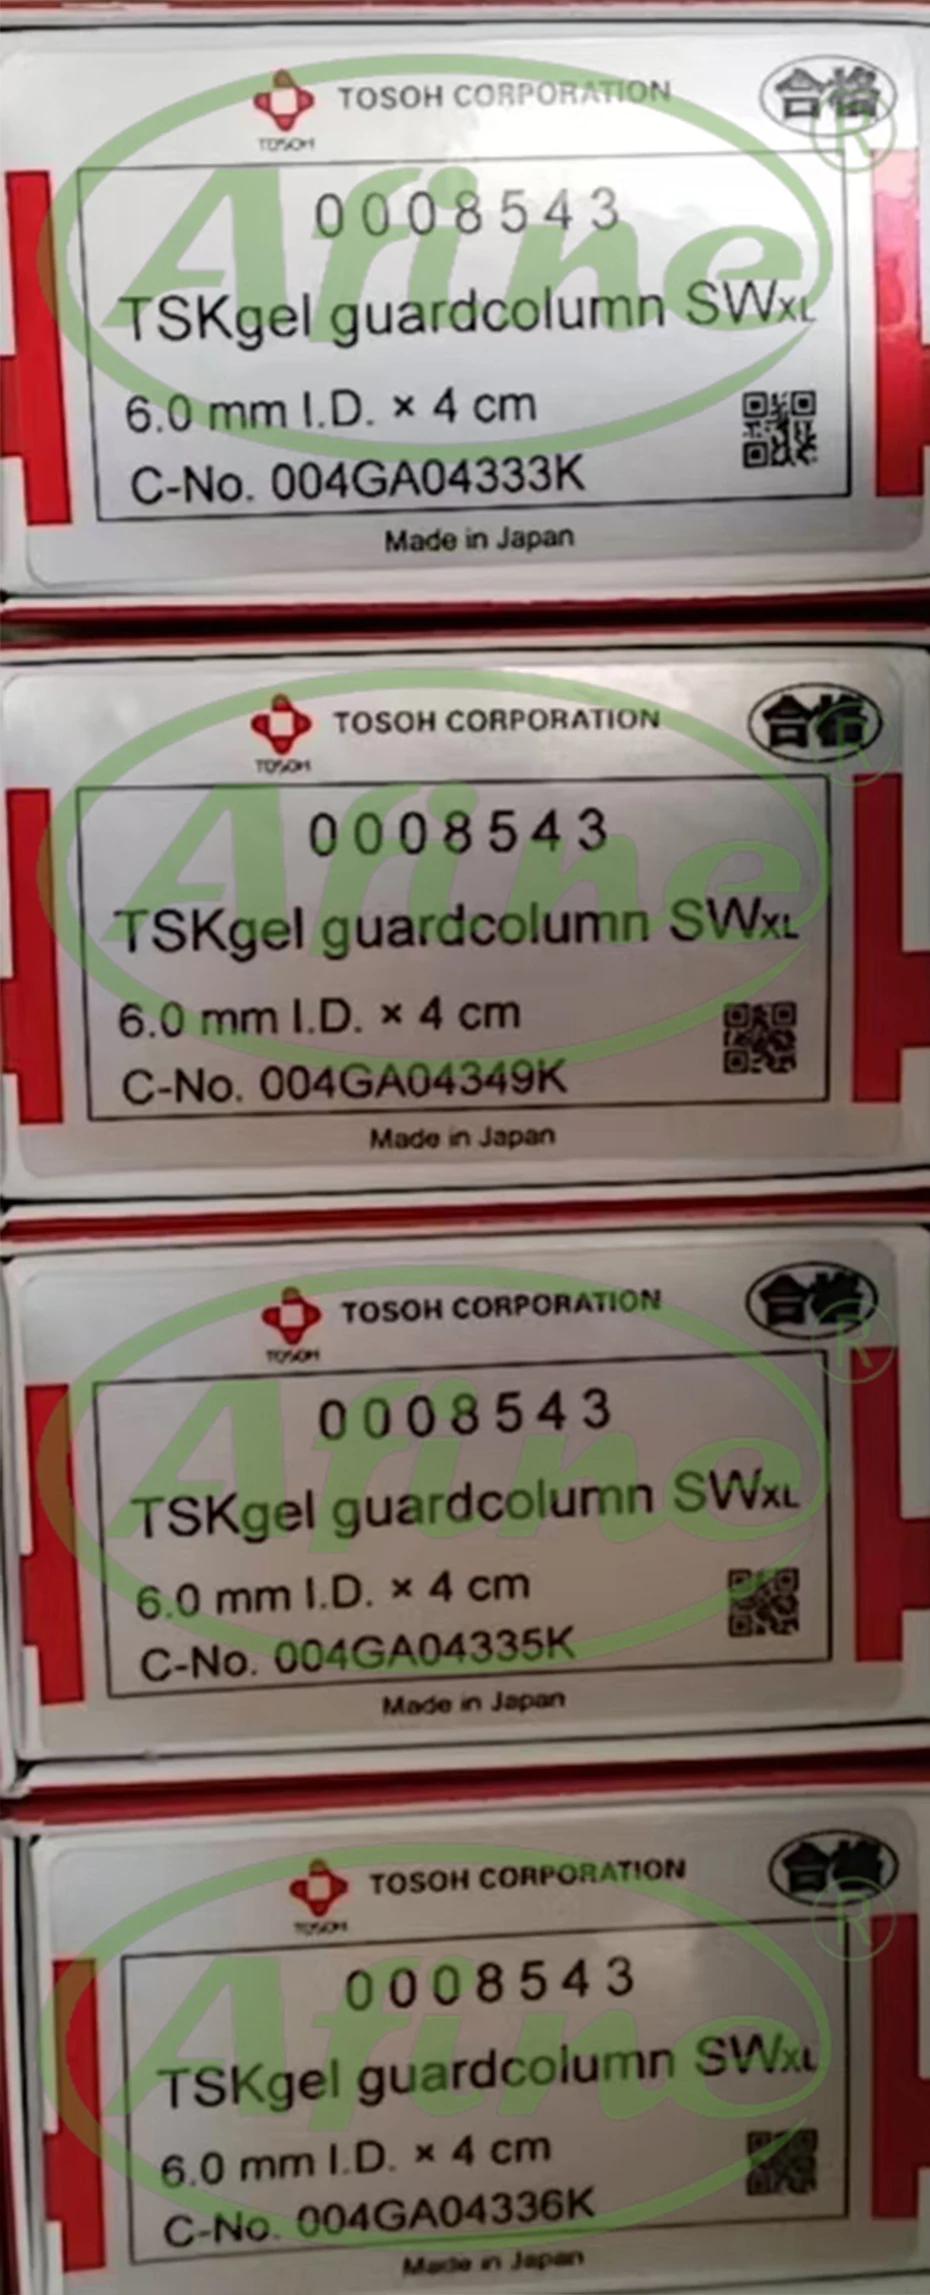 TOSOH CORPORATION 合格
TOSOH
0008543
TSKgel guardcolumn SWXL
6.0 mm I.D. × 4 cm
C-No. 004GA04333K
Made in Japan
Afine ®
TOSOH CORPORATION 合格
TOSOH
0008543
TSKgel guardcolumn SWXL
6.0 mm I.D. × 4 cm
C-No. 004GA04349K
Made in Japan
Afine ®
TOSOH CORPORATION 合格
TOSOH
0008543
TSKgel guardcolumn SWXL
6.0 mm I.D. × 4 cm
C-No. 004GA04335K
Made in Japan
Afine ®
TOSOH CORPORATION 合格
TOSOH
0008543
TSKgel guardcolumn SWXL
6.0 mm I.D. × 4 cm
C-No. 004GA04336K
Made in Japan
Afine ®